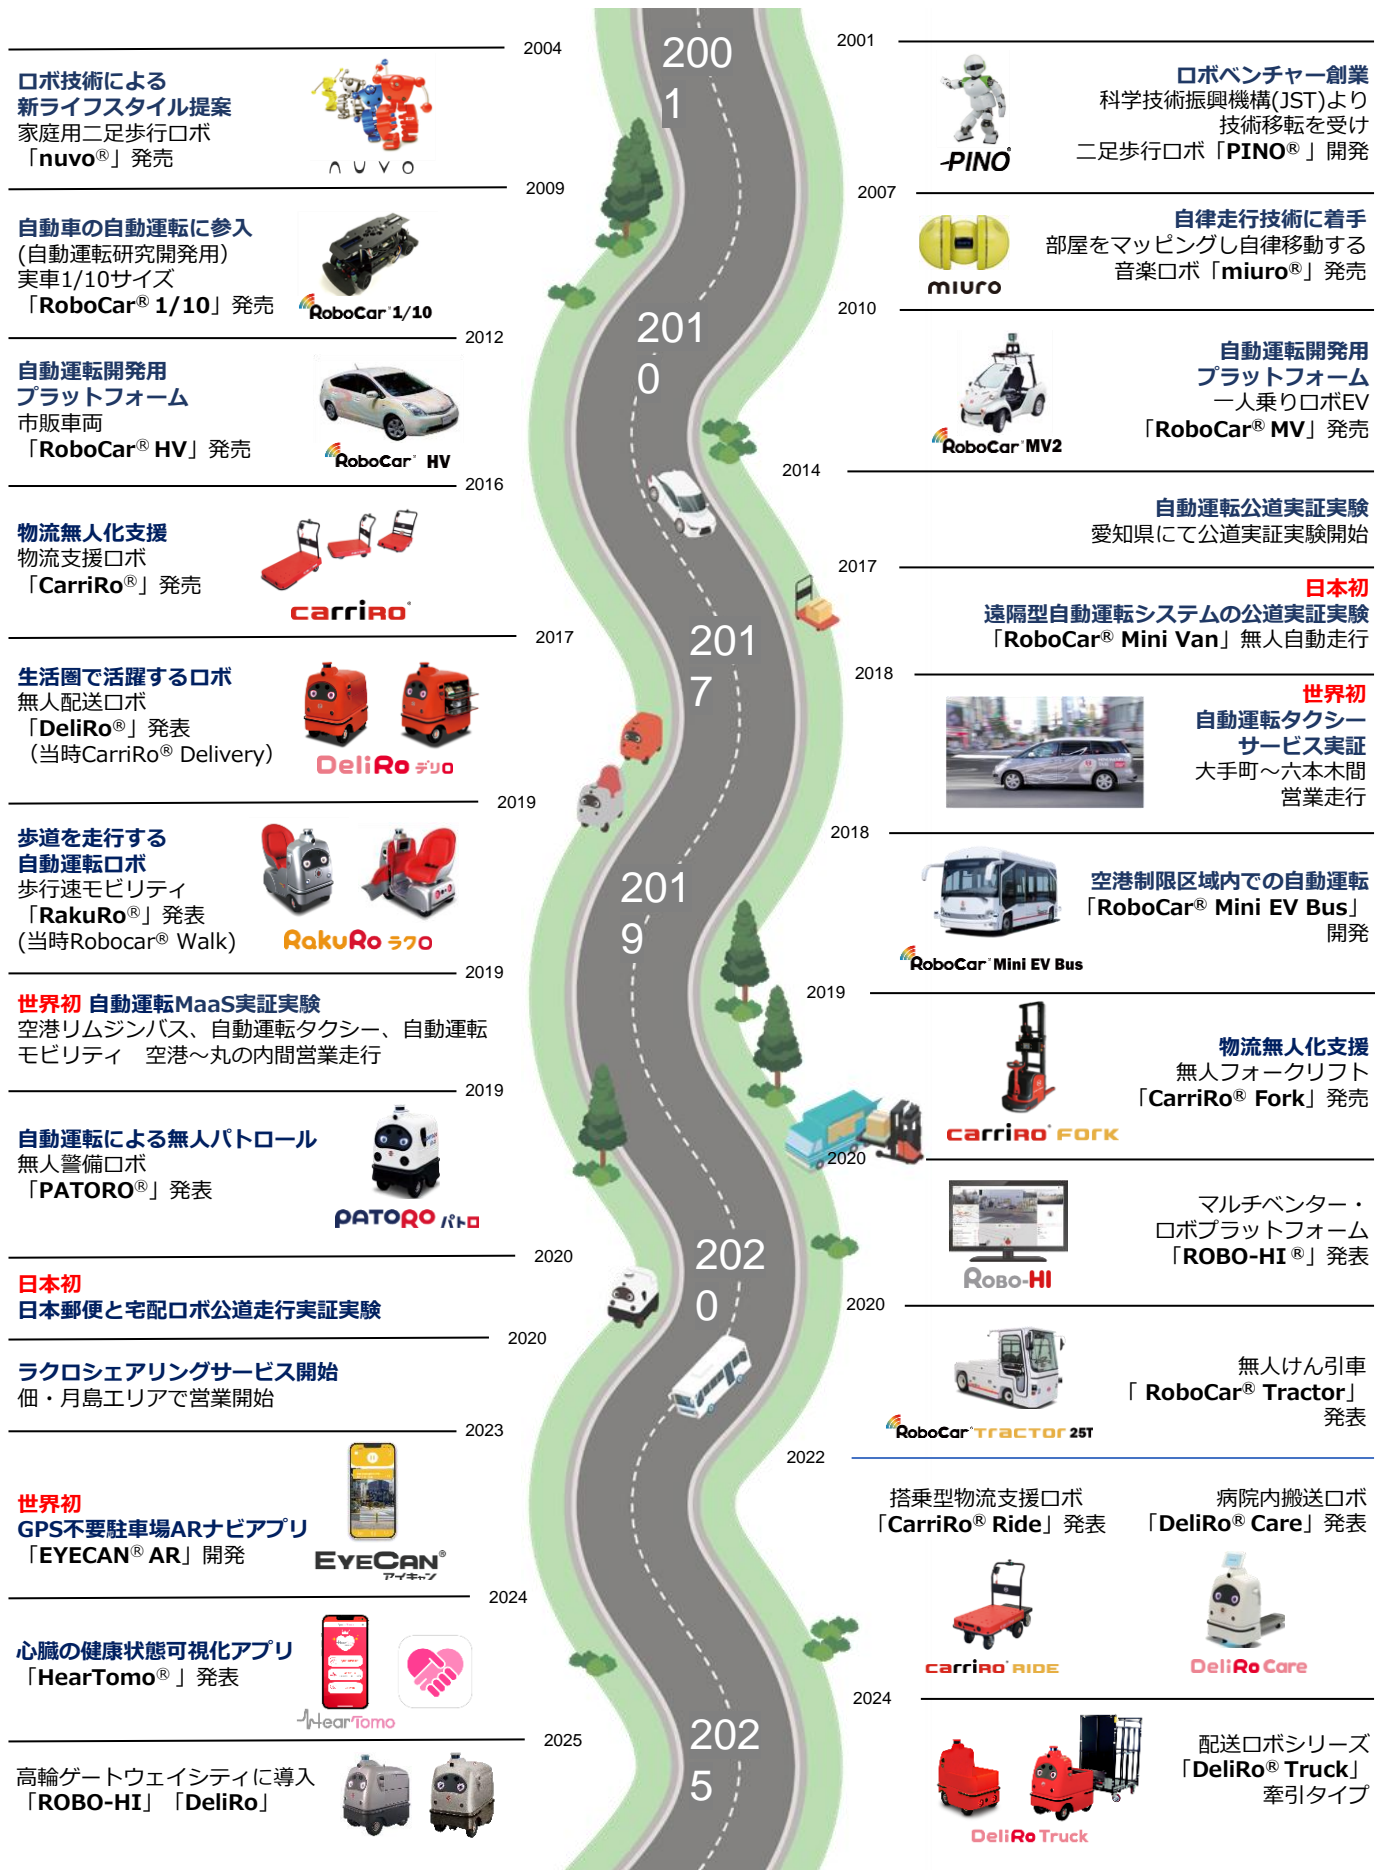 2004
ロボ技術による
新ライフスタイル提案
家庭用二足歩行ロボ
「nuvo®」発売
nuvo
2009
自動車の自動運転に参入
(自動運転研究開発用)
実車1/10サイズ
「RoboCar® 1/10」発売
RoboCar® 1/10
2012
自動運転開発用
プラットフォーム
市販車両
「RoboCar® HV」発売
RoboCar® HV
2016
物流無人化支援
物流支援ロボ
「CarriRo®」発売
CarriRo®
2017
生活圏で活躍するロボ
無人配送ロボ
「DeliRo®」発表
(当時CarriRo® Delivery)
DeliRo デリロ
2019
歩道を走行する
自動運転ロボ
歩行速モビリティ
「RakuRo®」発表
(当時Robocar® Walk)
RakuRo ラクロ
2019
世界初 自動運転MaaS実証実験
空港リムジンバス、自動運転タクシー、自動運転
モビリティ 空港～丸の内間営業走行
2019
自動運転による無人パトロール
無人警備ロボ
「PATORO®」発表
PATORO パトロ
2020
日本初
日本郵便と宅配ロボ公道走行実証実験
2020
ラクロシェアリングサービス開始
佃・月島エリアで営業開始
2023
世界初
GPS不要駐車場ARナビアプリ
「EYECAN® AR」開発
EYECAN®
アイキャン
2024
心臓の健康状態可視化アプリ
「HearTomo® 」発表
HearTomo
2025
高輪ゲートウェイシティに導入
「ROBO-HI」「DeliRo」
200
1
201
0
201
7
201
9
202
0
202
5
2001
ロボベンチャー創業
科学技術振興機構(JST)より
技術移転を受け
二足歩行ロボ「PINO® 」開発
PINO®
2007
自律走行技術に着手
部屋をマッピングし自律移動する
音楽ロボ「miuro®」発売
miuro
2010
自動運転開発用
プラットフォーム
一人乗りロボEV
「RoboCar® MV」発売
RoboCar® MV2
2014
自動運転公道実証実験
愛知県にて公道実証実験開始
2017
日本初
遠隔型自動運転システムの公道実証実験
「RoboCar® Mini Van」無人自動走行
2018
世界初
自動運転タクシー
サービス実証
大手町～六本木間
営業走行
2018
空港制限区域内での自動運転
「RoboCar® Mini EV Bus」
開発
RoboCar® Mini EV Bus
2019
物流無人化支援
無人フォークリフト
「CarriRo® Fork」発売
CarriRo® FORK
2020
マルチベンター・
ロボプラットフォーム
「ROBO-HI ®」発表
ROBO-HI
2020
無人けん引車
「 RoboCar® Tractor」
発表
RoboCar® Tractor 25T
2022
搭乗型物流支援ロボ
「CarriRo® Ride」発表
CarriRo® RIDE
病院内搬送ロボ
「DeliRo® Care」発表
DeliRo Care
2024
配送ロボシリーズ
「DeliRo® Truck」
牽引タイプ
DeliRo Truck